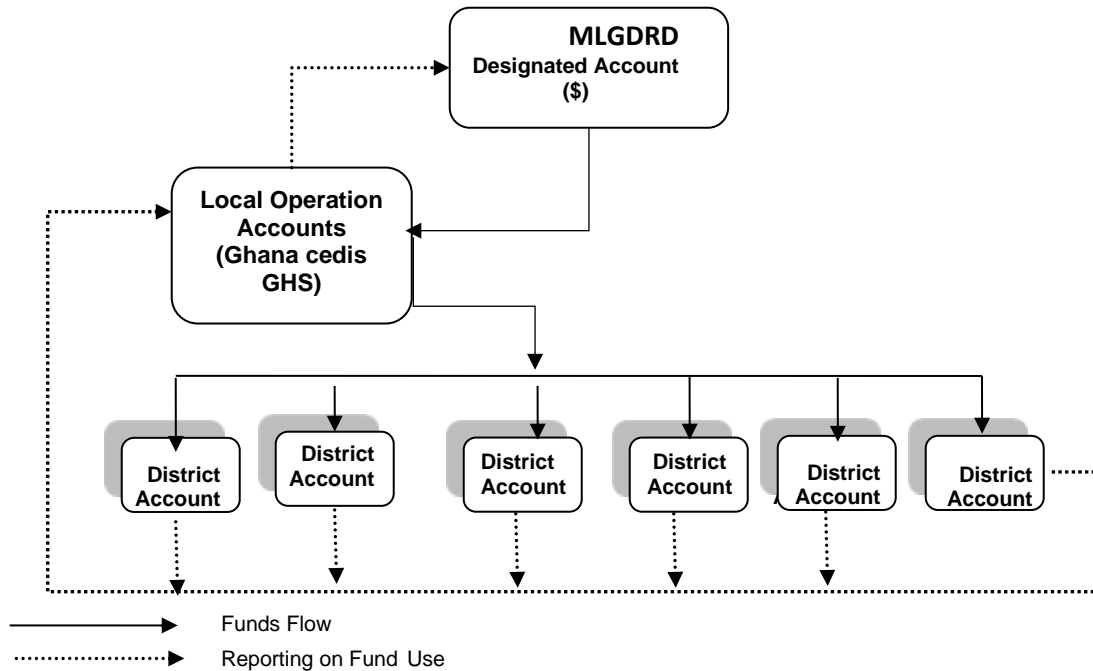 MLGDRD
Designated Account
($)
Local Operation
Accounts
(Ghana cedis
GHS)
District
Account
District
Account
District
Account
District
Account
District
Account
District
Account
Funds Flow
Reporting on Fund Use